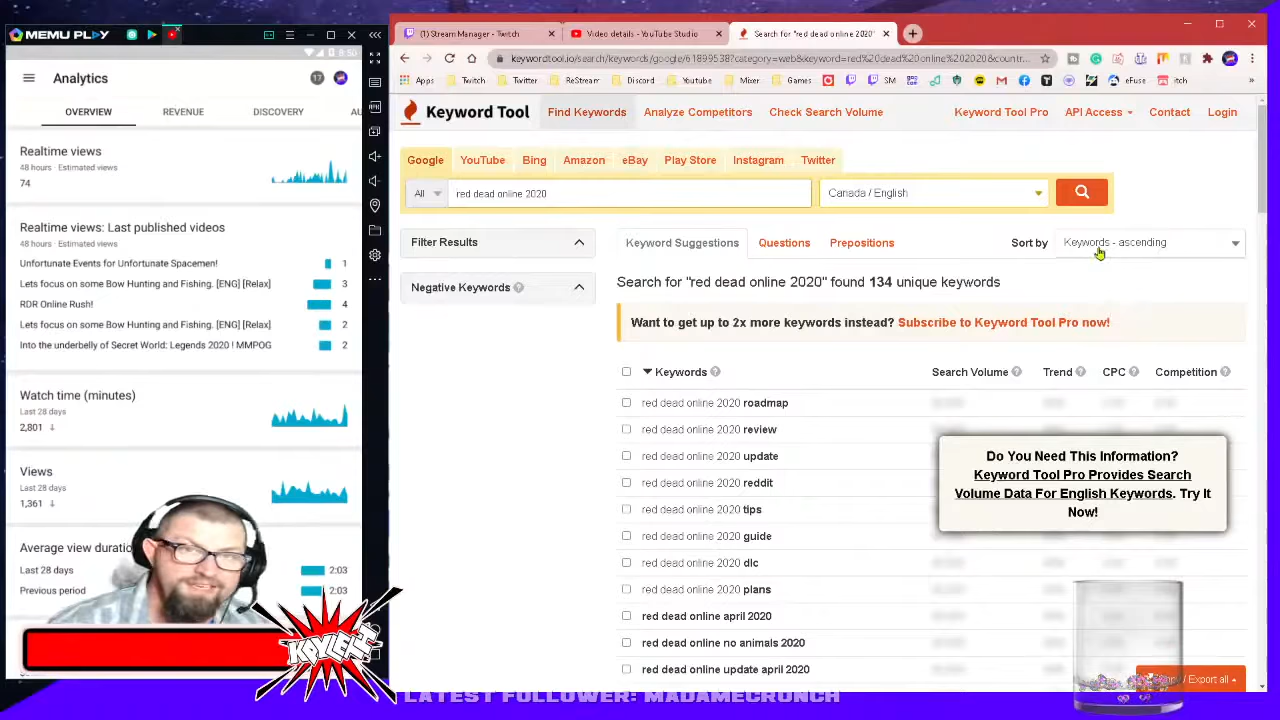 MEMU PLAY
8:50
Analytics
17
OVERVIEW REVENUE DISCOVERY AU
Realtime views
48 hours · Estimated views
74
Realtime views: Last published videos
48 hours · Estimated views
Unfortunate Events for Unfortunate Spacemen! 1
Lets focus on some Bow Hunting and Fishing. [ENG] [Relax] 3
RDR Online Rush! 4
Lets focus on some Bow Hunting and Fishing. [ENG] [Relax] 2
Into the underbelly of Secret World: Legends 2020 ! MMPOG 2
Watch time (minutes)
Last 28 days
2,801 ↓
Views
Last 28 days
1,361 ↓
Average view duratio
Last 28 days 2:03
Previous period 2:03
(1) Stream Manager - Twitch
Video details - YouTube Studio
Search for "red dead online 2020"
keywordtool.io/search/keywords/google/61899538?category=web&keyword=red%20dead%20online%202020&countr...
Apps Twitch Twitter ReStream Discord Youtube Mixer Games SM eFuse itch
Keyword Tool Find Keywords Analyze Competitors Check Search Volume Keyword Tool Pro API Access Contact Login
Google YouTube Bing Amazon eBay Play Store Instagram Twitter
All red dead online 2020 Canada / English
Filter Results
Negative Keywords
Keyword Suggestions Questions Prepositions Sort by Keywords - ascending
Search for "red dead online 2020" found 134 unique keywords
Want to get up to 2x more keywords instead? Subscribe to Keyword Tool Pro now!
Keywords Search Volume Trend CPC Competition
red dead online 2020 roadmap
red dead online 2020 review
red dead online 2020 update
red dead online 2020 reddit
red dead online 2020 tips
red dead online 2020 guide
red dead online 2020 dlc
red dead online 2020 plans
red dead online april 2020
red dead online no animals 2020
red dead online update april 2020
Do You Need This Information?
Keyword Tool Pro Provides Search
Volume Data For English Keywords. Try It
Now!
/ Export all
LATEST FOLLOWER: MADAMECRUNCH